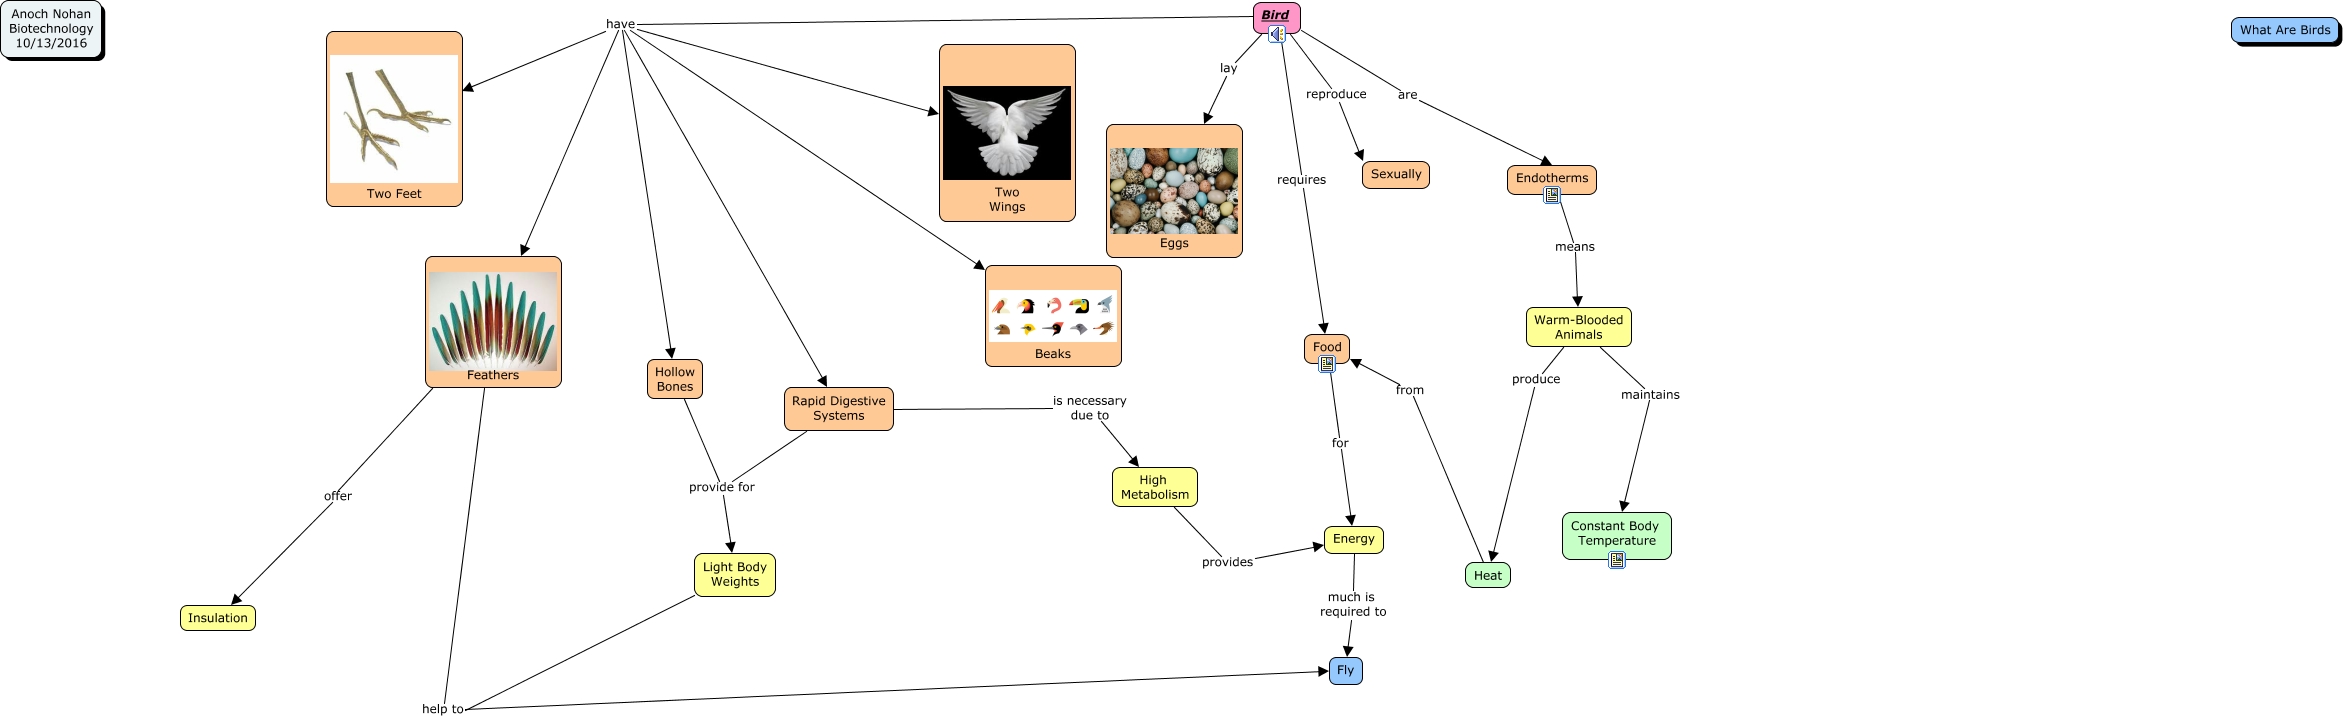 Anoch Nohan
Biotechnology
10/13/2016
have
Bird
What Are Birds
lay
reproduce
are
requires
Two Feet
Two
Wings
Eggs
Sexually
Endotherms
means
Feathers
Beaks
Hollow
Bones
Rapid Digestive
Systems
is necessary
due to
Food
Warm-Blooded
Animals
from
produce
maintains
for
offer
provide for
High
Metabolism
provides
Energy
Constant Body
Temperature
Heat
Light Body
Weights
Insulation
much is
required to
Fly
help to